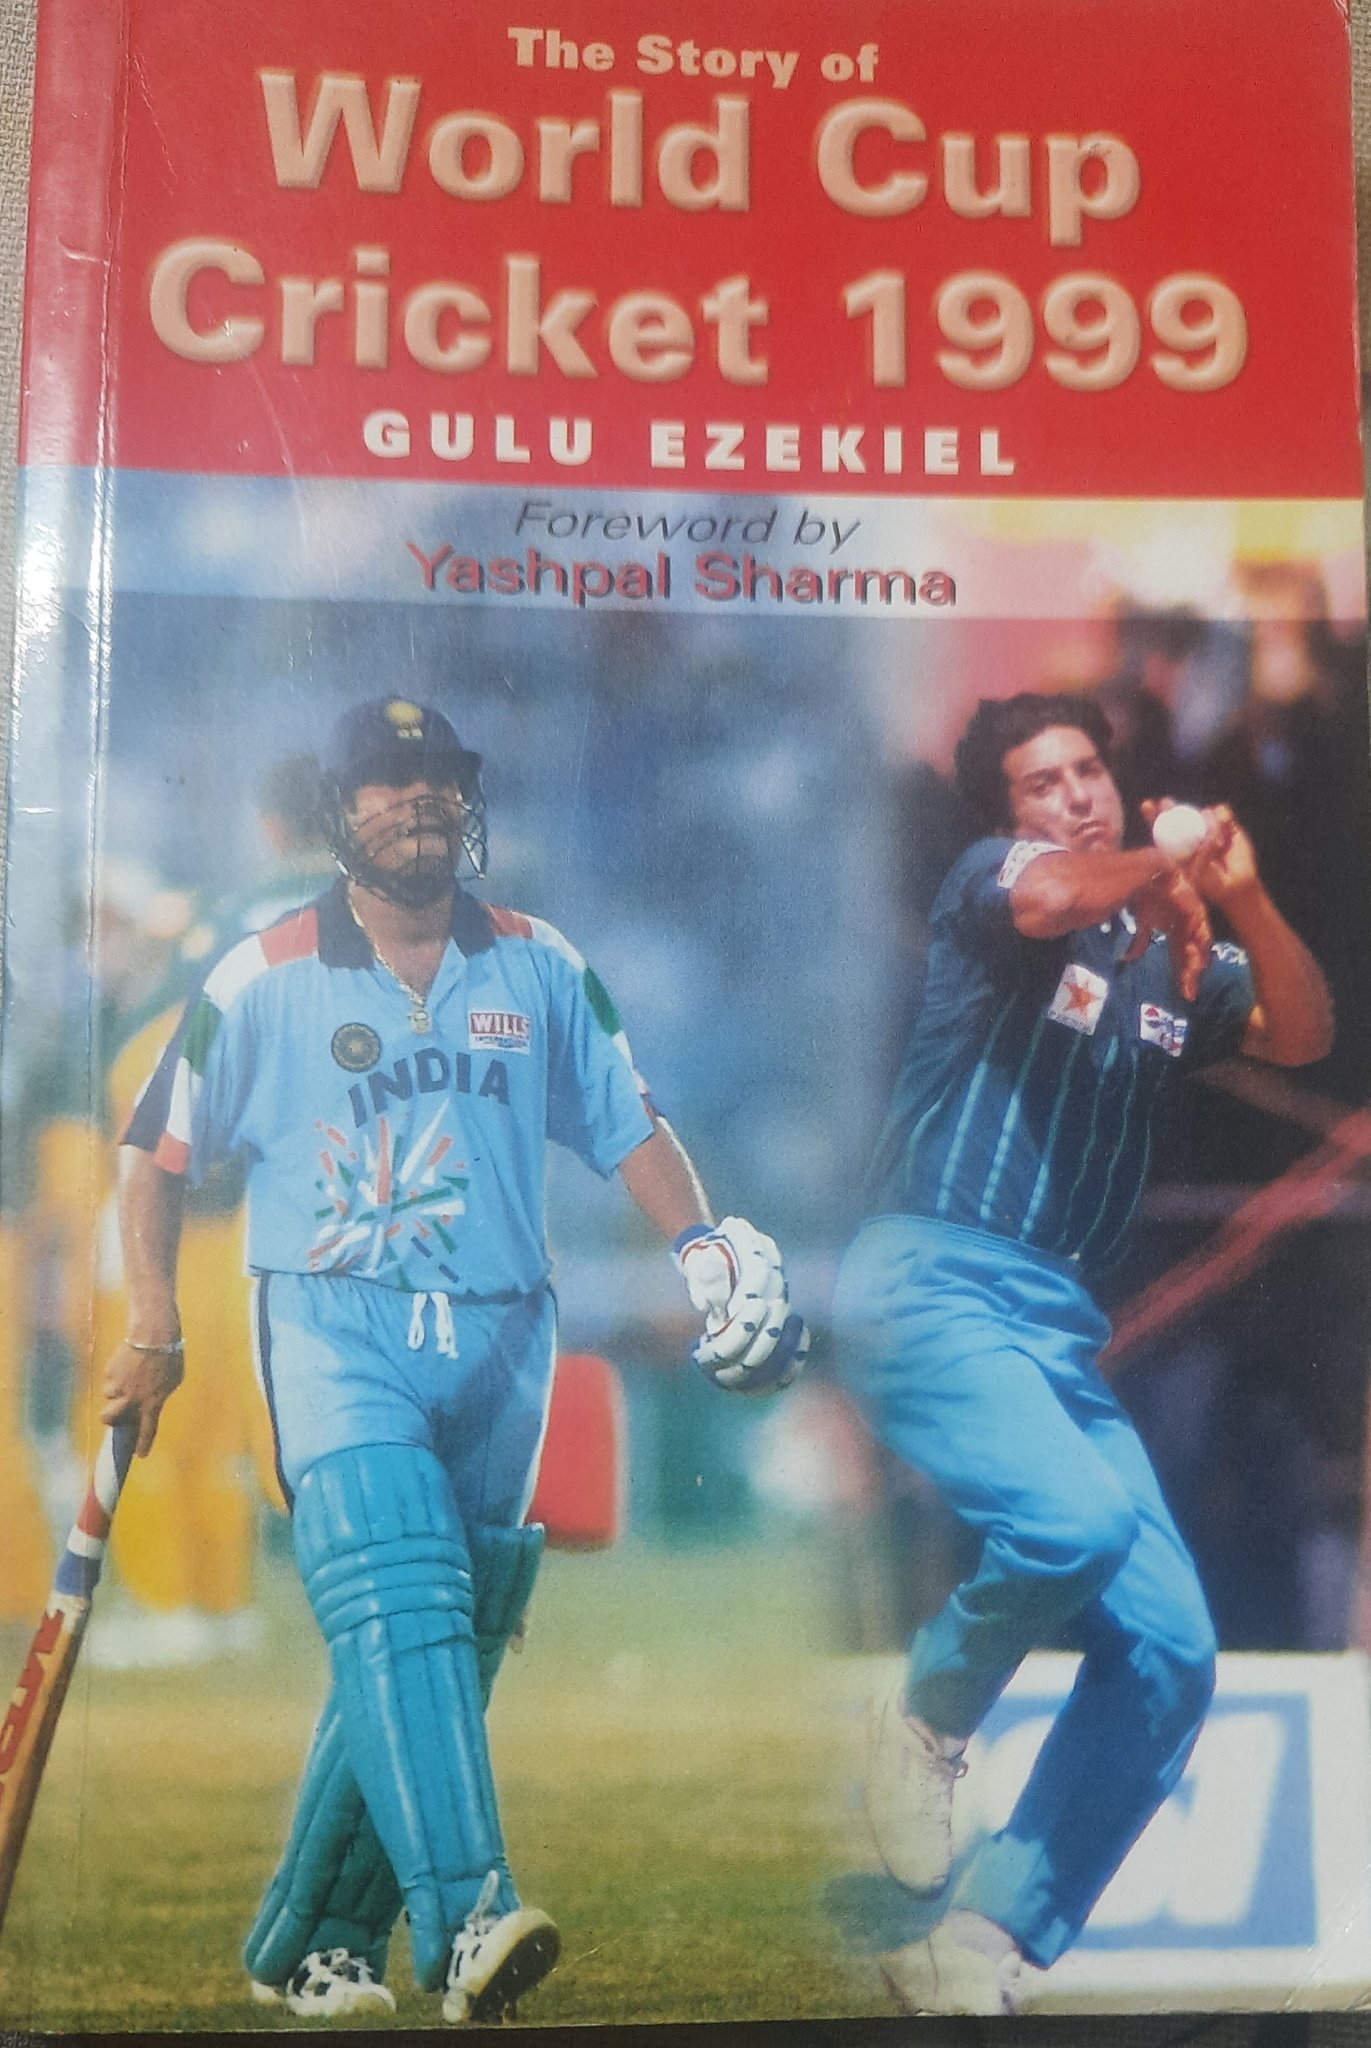 The Story of
World Cup
Cricket 1999
GULU EZEKIEL
Foreword by
Yashpal Sharma
WILLS
INDIA